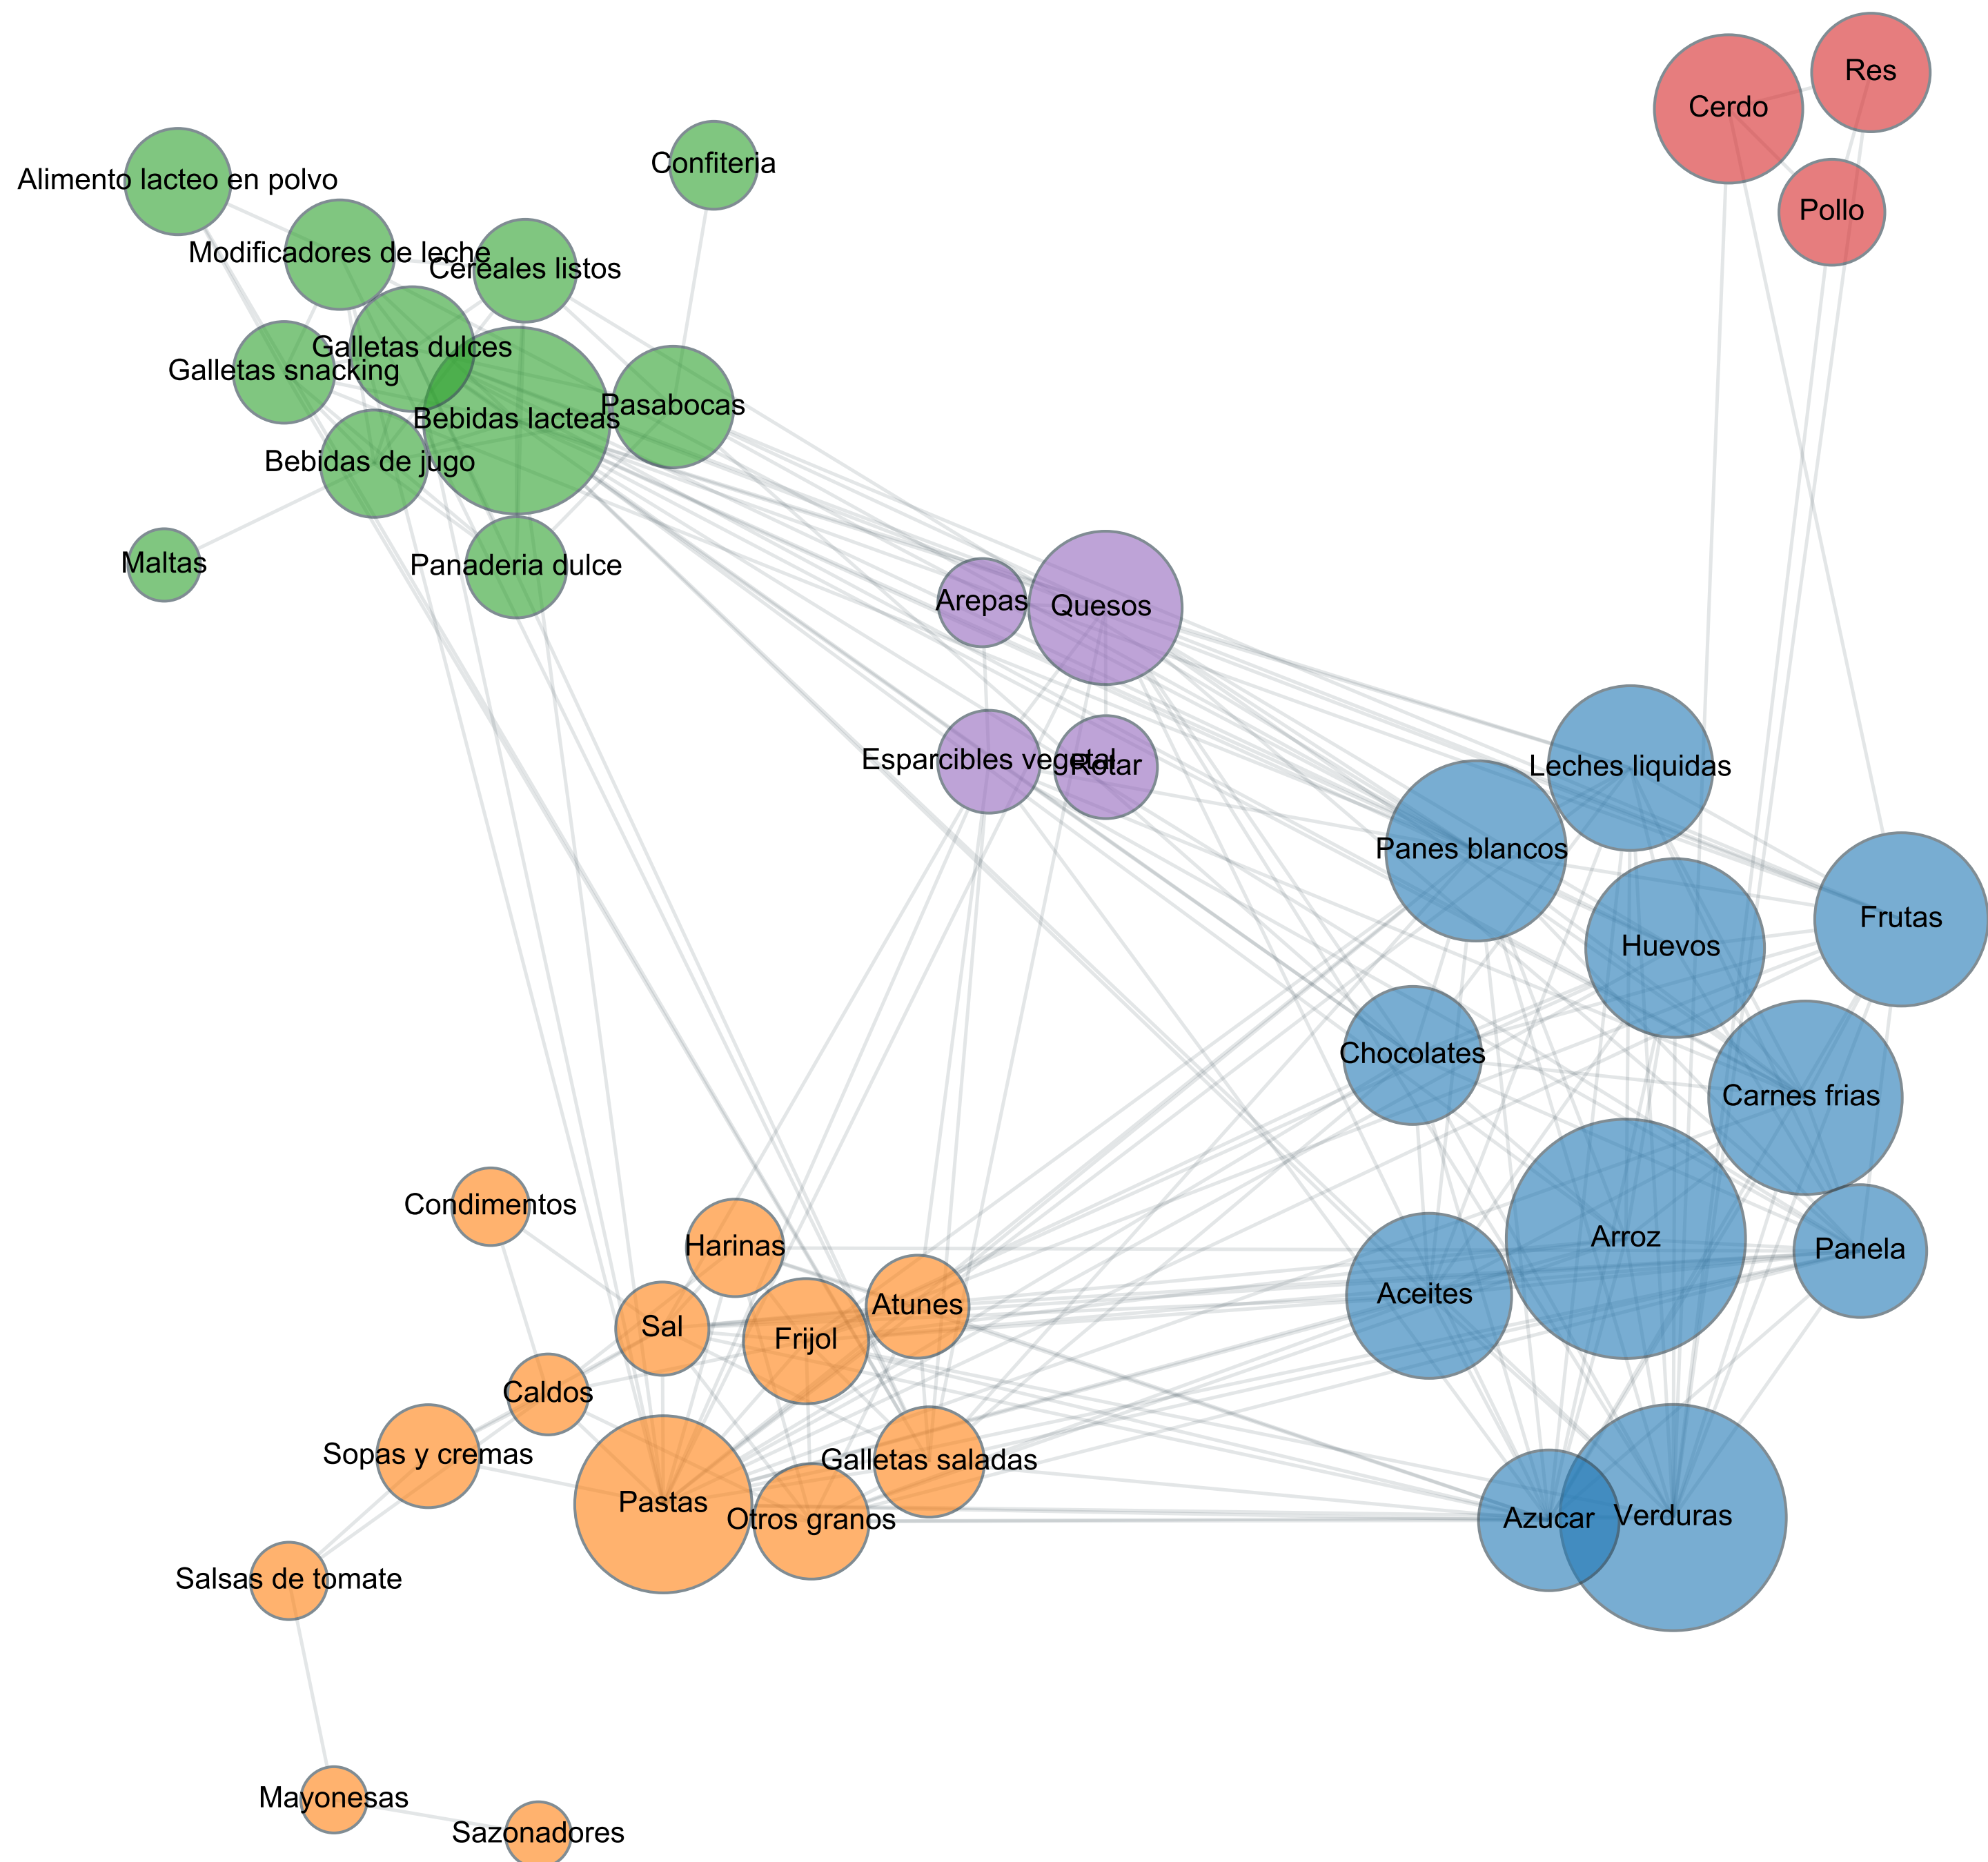 Res
Cerdo
Confiteria
Alimento lacteo en polvo
Pollo
Modificadores de leche
Cereales listos
Galletas dulces
Galletas snacking
Pasabocas
Bebidas lacteas
Bebidas de jugo
Maltas
Panaderia dulce
Arepas
Quesos
Esparcibles vegetal
Rotar
Leches liquidas
Panes blancos
Frutas
Huevos
Chocolates
Carnes frias
Condimentos
Arroz
Harinas
Panela
Aceites
Atunes
Sal
Frijol
Caldos
Sopas y cremas
Galletas saladas
Pastas
Verduras
Azucar
Otros granos
Salsas de tomate
Mayonesas
Sazonadores